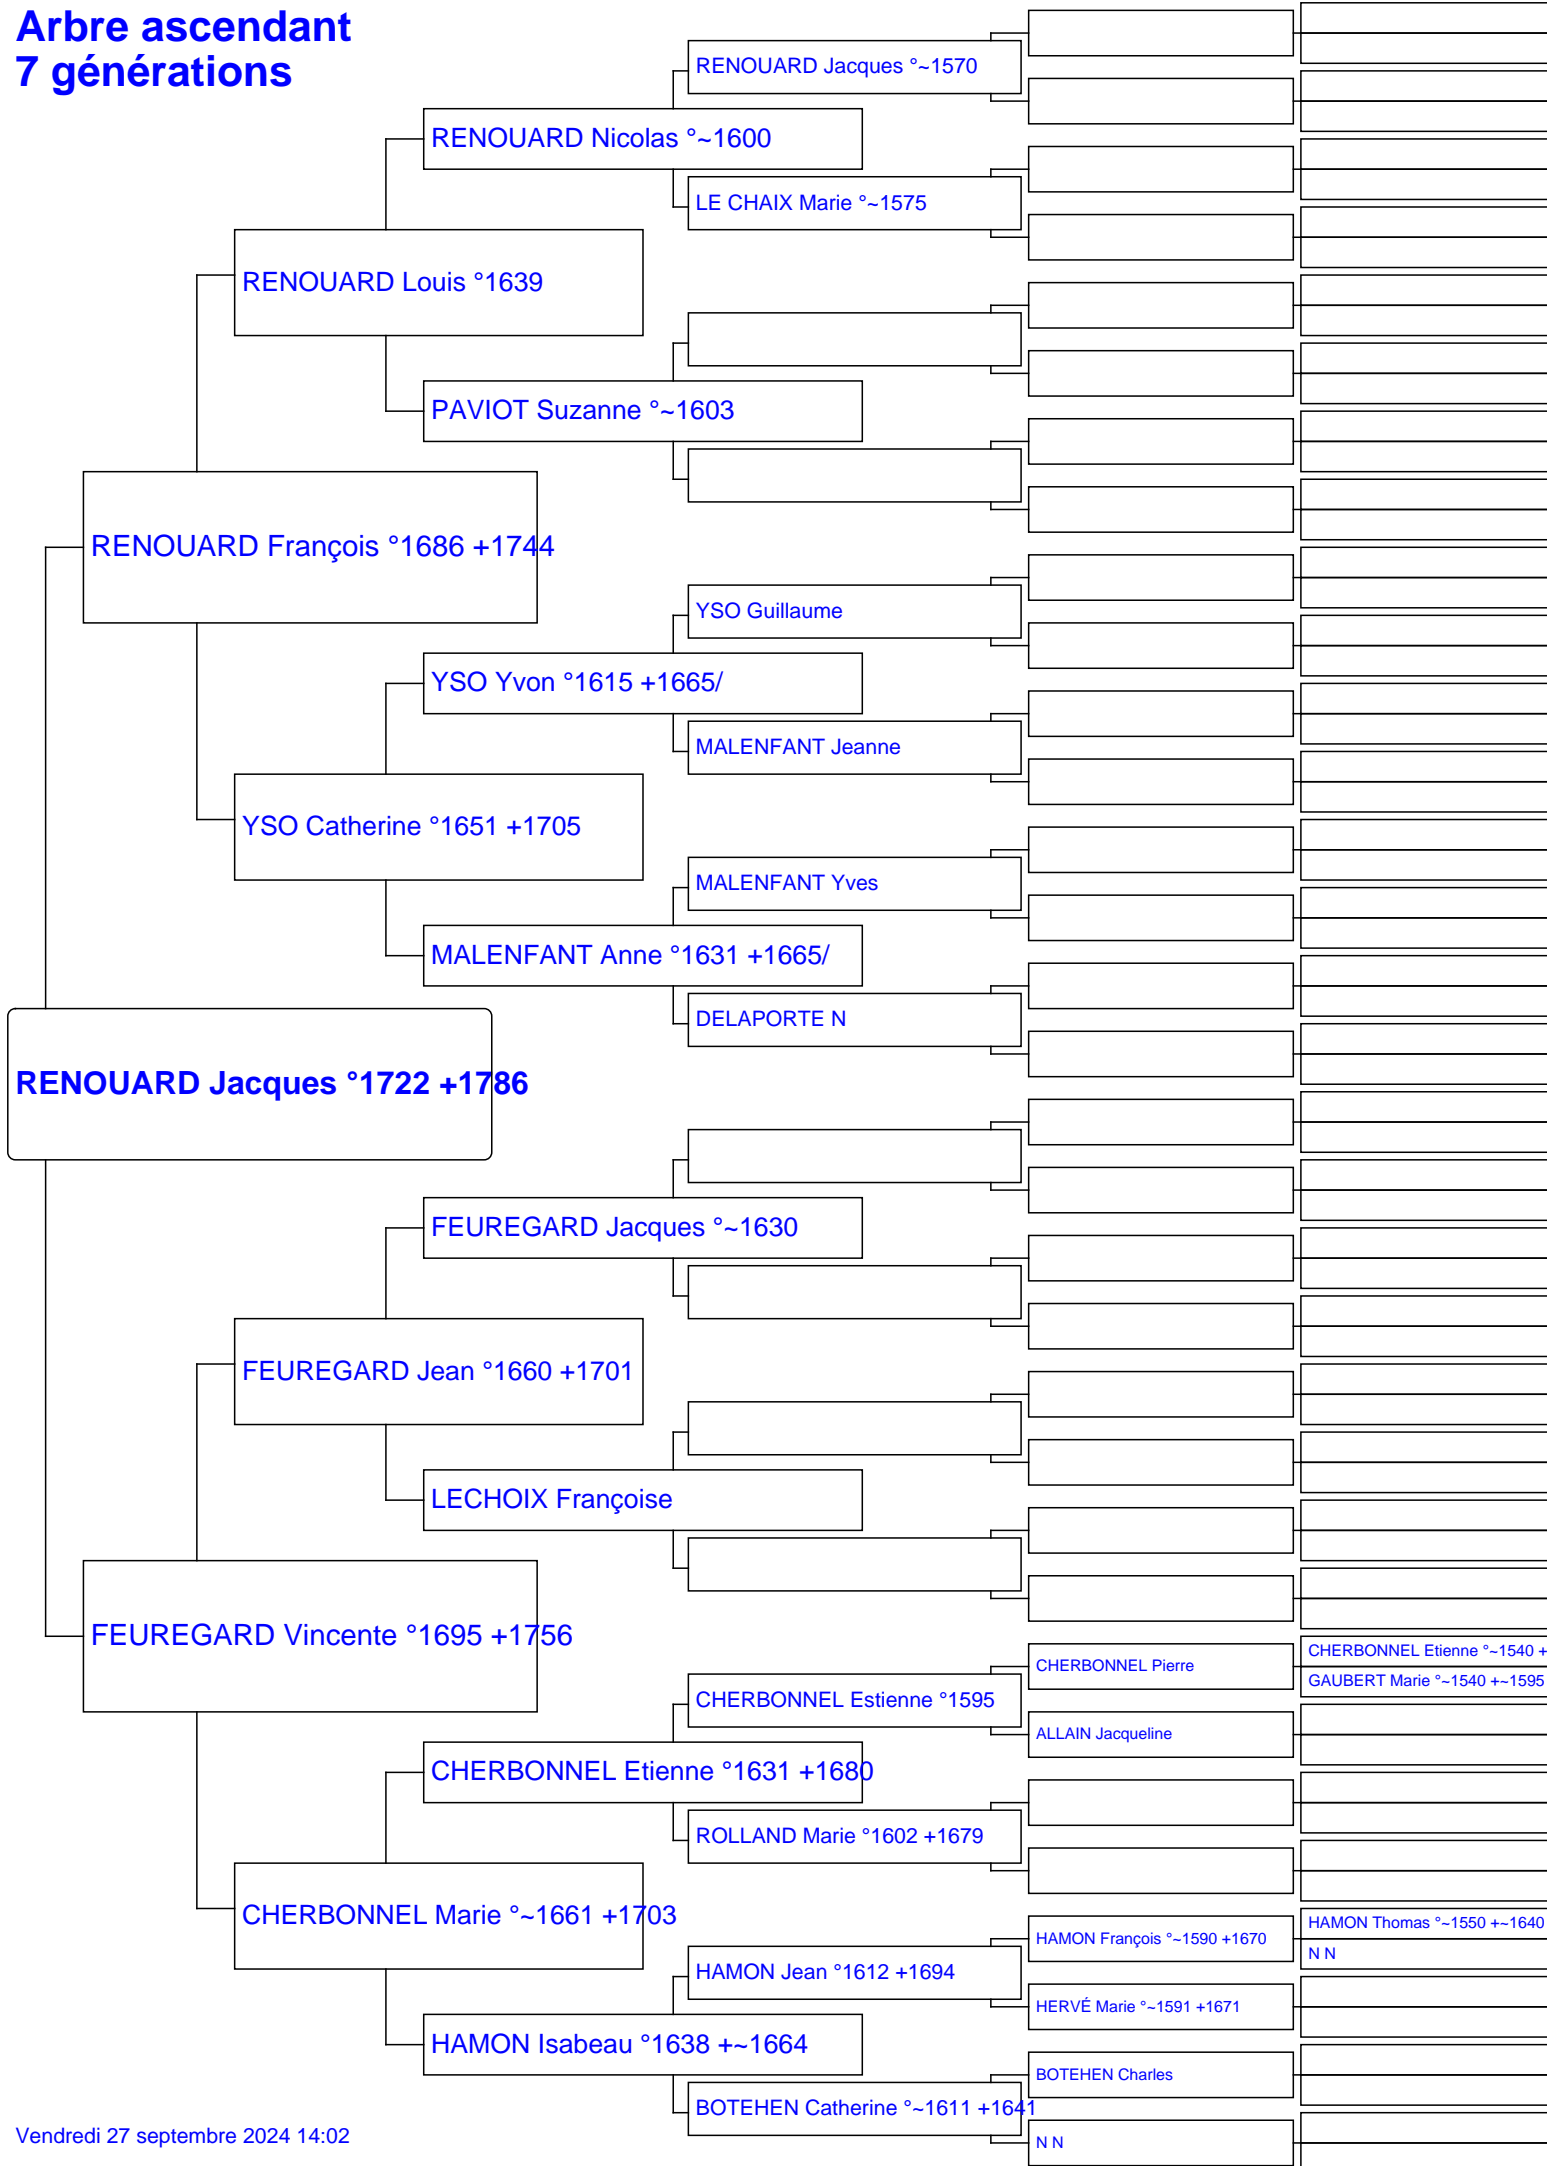 Arbre ascendant
7 générations
RENOUARD Jacques °~1570
RENOUARD Nicolas °~1600
LE CHAIX Marie °~1575
RENOUARD Louis °1639
PAVIOT Suzanne °~1603
RENOUARD François °1686 +1744
YSO Guillaume
YSO Yvon °1615 +1665/
MALENFANT Jeanne
YSO Catherine °1651 +1705
MALENFANT Yves
MALENFANT Anne °1631 +1665/
DELAPORTE N
RENOUARD Jacques °1722 +1786
FEUREGARD Jacques °~1630
FEUREGARD Jean °1660 +1701
LECHOIX Françoise
FEUREGARD Vincente °1695 +1756
CHERBONNEL Etienne °~1540 +
CHERBONNEL Pierre
GAUBERT Marie °~1540 +~1595
CHERBONNEL Estienne °1595
ALLAIN Jacqueline
CHERBONNEL Etienne °1631 +1680
ROLLAND Marie °1602 +1679
CHERBONNEL Marie °~1661 +1703
HAMON Thomas °~1550 +~1640
HAMON François °~1590 +1670
N N
HAMON Jean °1612 +1694
HERVÉ Marie °~1591 +1671
HAMON Isabeau °1638 +~1664
BOTEHEN Charles
BOTEHEN Catherine °~1611 +1641
N N
Vendredi 27 septembre 2024 14:02